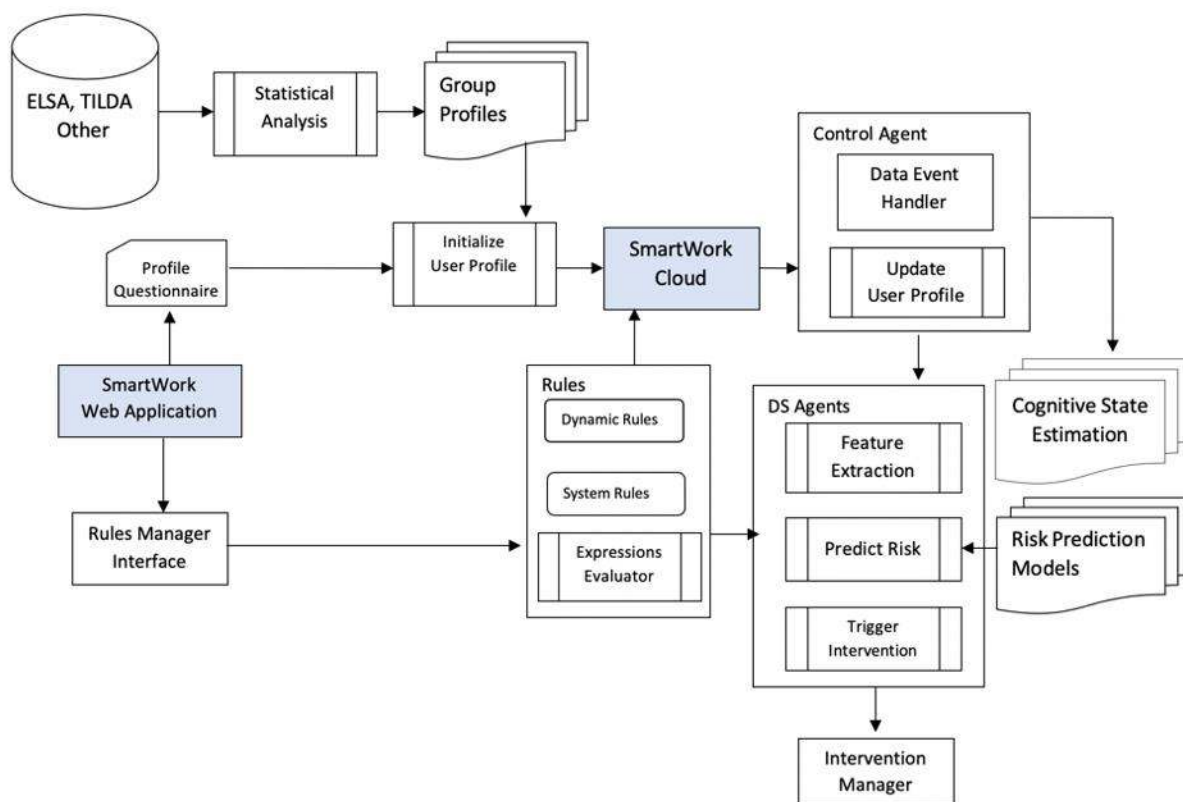 ELSA, TILDA
Other
Statistical
Analysis
Group
Profiles
Control Agent
Data Event
Handler
Update
User Profile
Profile
Questionnaire
Initialize
User Profile
SmartWork
Cloud
SmartWork
Web Application
Rules
Dynamic Rules
System Rules
Expressions
Evaluator
DS Agents
Feature
Extraction
Predict Risk
Trigger
Intervention
Cognitive State
Estimation
Risk Prediction
Models
Rules Manager
Interface
Intervention
Manager